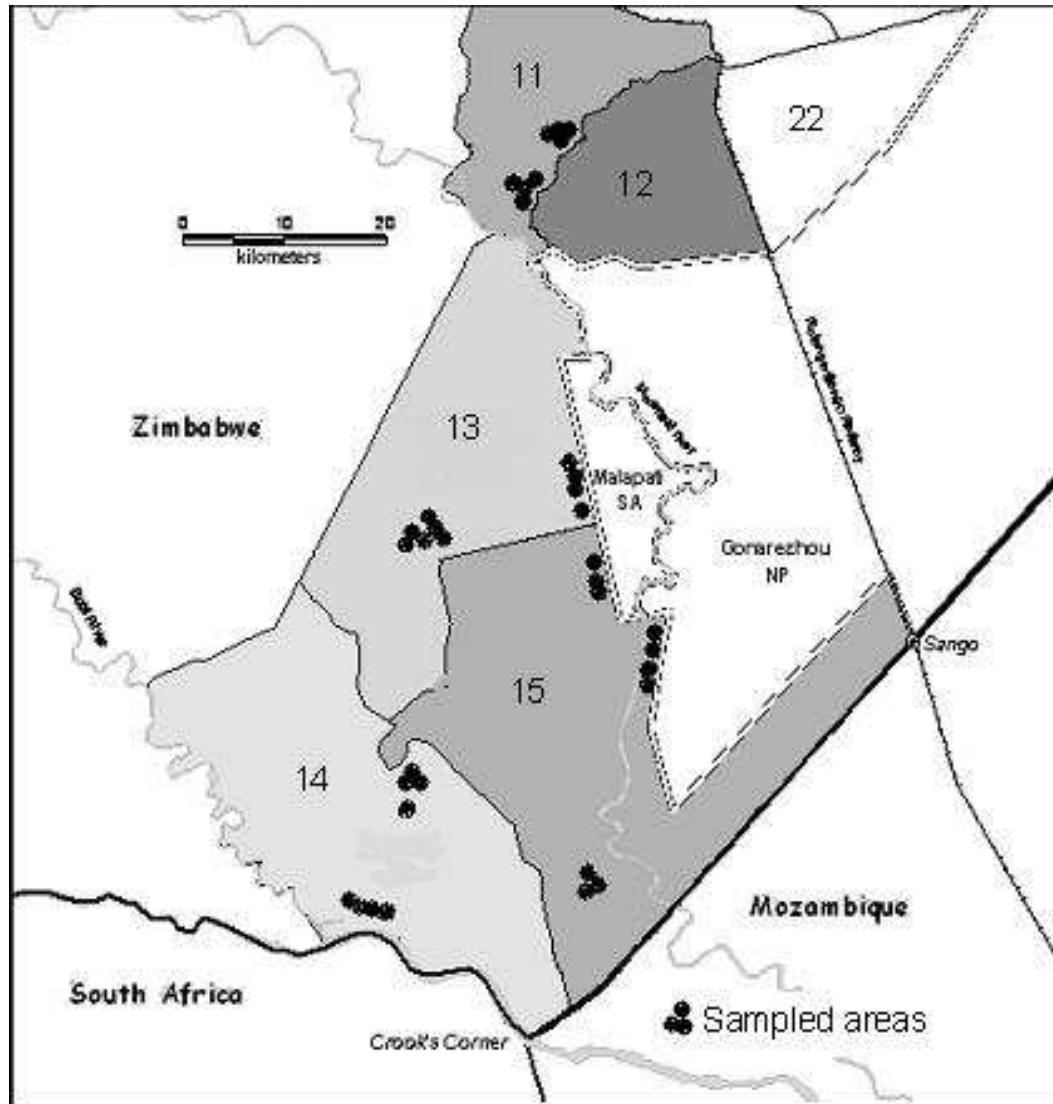 11
22
12
0 10 20
kilometers
Zimbabwe
13
Malapati
SA
Gonarezhou
NP
Sango
15
14
Mozambique
South Africa
Sampled areas
Crook's Corner